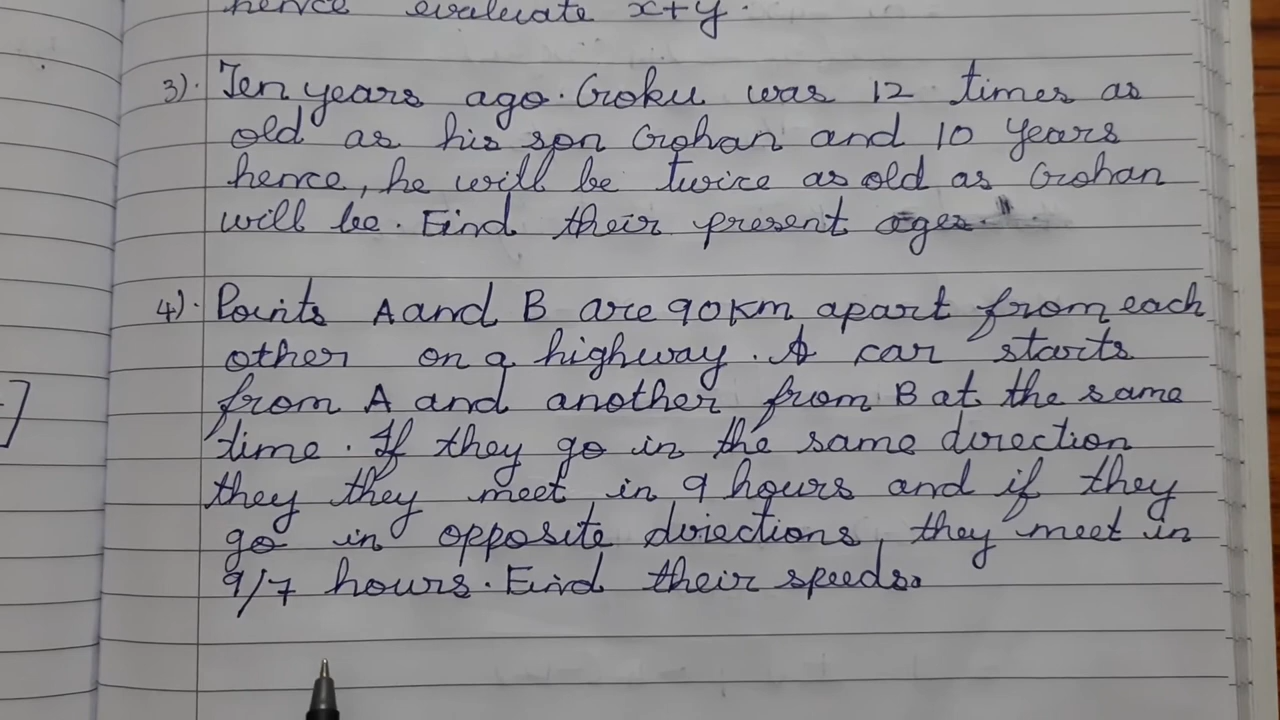 hence evaluate x+y.
3). Ten years ago. Goku was 12 times as
old as his son Gohan and 10 years
hence, he will be twice as old as Gohan
will be. Find their present ages.
4). Points A and B are 90km apart from each
other on a highway. A car starts
from A and another from B at the same
time. If they go in the same direction
they they meet in 9 hours and if they
go in opposite directions, they meet in
9/7 hours. Find their speeds.
]